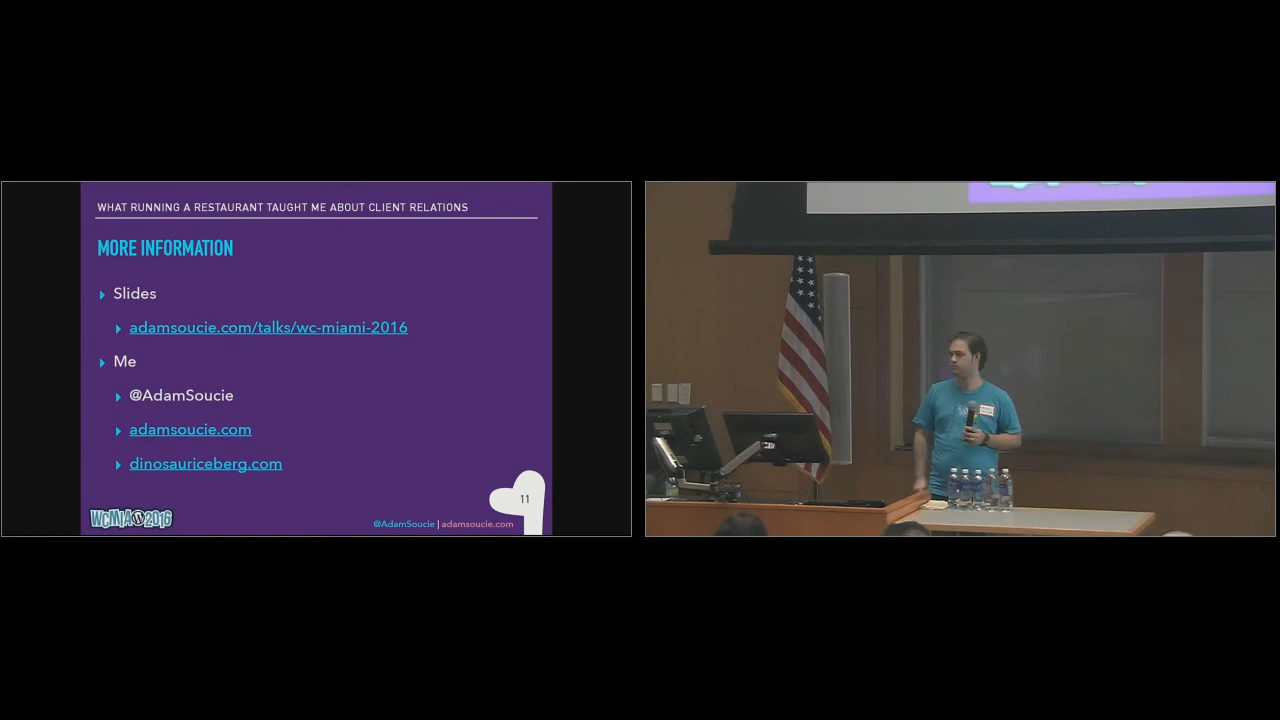 WHAT RUNNING A RESTAURANT TAUGHT ME ABOUT CLIENT RELATIONS
MORE INFORMATION
Slides
adamsoucie.com/talks/wc-miami-2016
Me
@AdamSoucie
adamsoucie.com
dinosauriceberg.com
11
WCMIA 2016
@AdamSoucie | adamsoucie.com